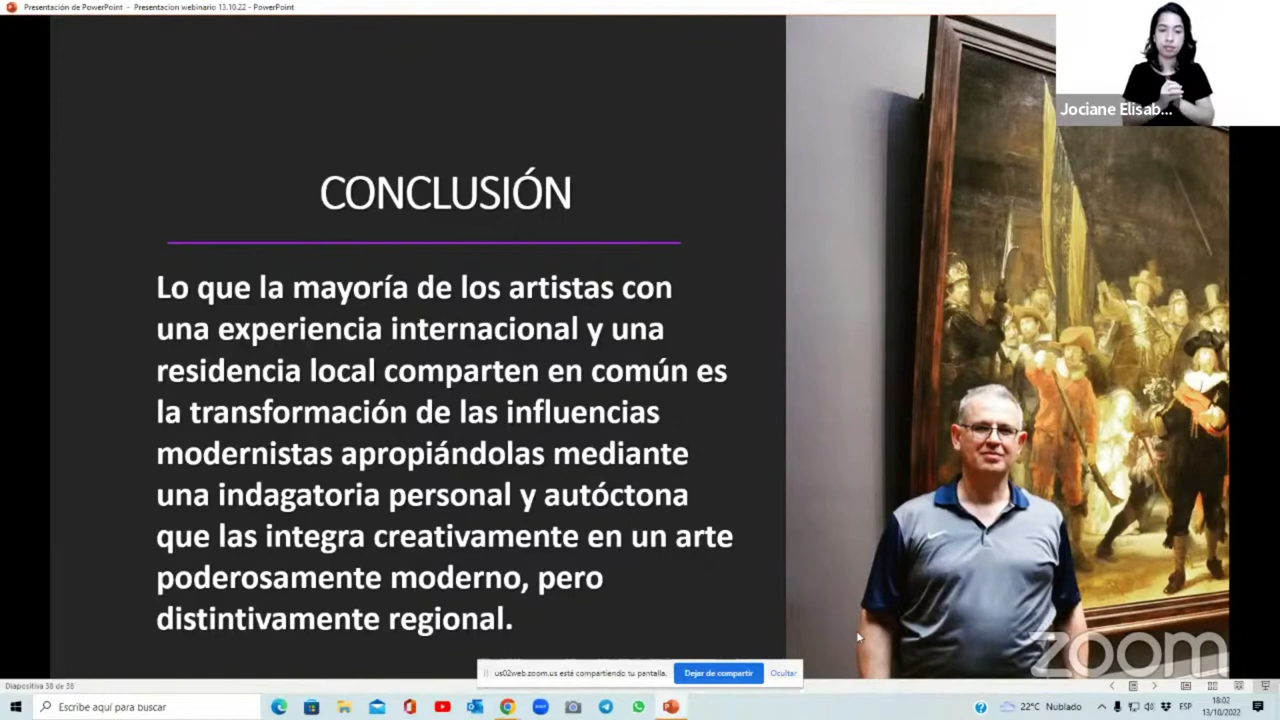 Presentación de PowerPoint - Presentacion webinario 13.10.22 - PowerPoint
Jociane Elisab...
CONCLUSIÓN
Lo que la mayoría de los artistas con
una experiencia internacional y una
residencia local comparten en común es
la transformación de las influencias
modernistas apropiándolas mediante
una indagatoria personal y autóctona
que las integra creativamente en un arte
poderosamente moderno, pero
distintivamente regional.
zoom
us02web.zoom.us está compartiendo tu pantalla.
Dejar de compartir
Ocultar
Diapositiva 38 de 38
Escribe aquí para buscar
22°C Nublado
ESP
18:02
13/10/2022